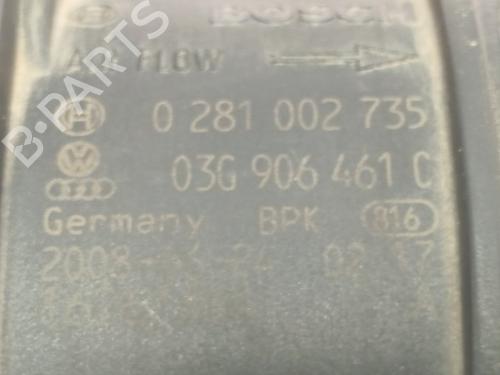 BOSCH
AIR FLOW
0 281 002 735
03G 906 461 C
Germany BPK 816
B-PARTS